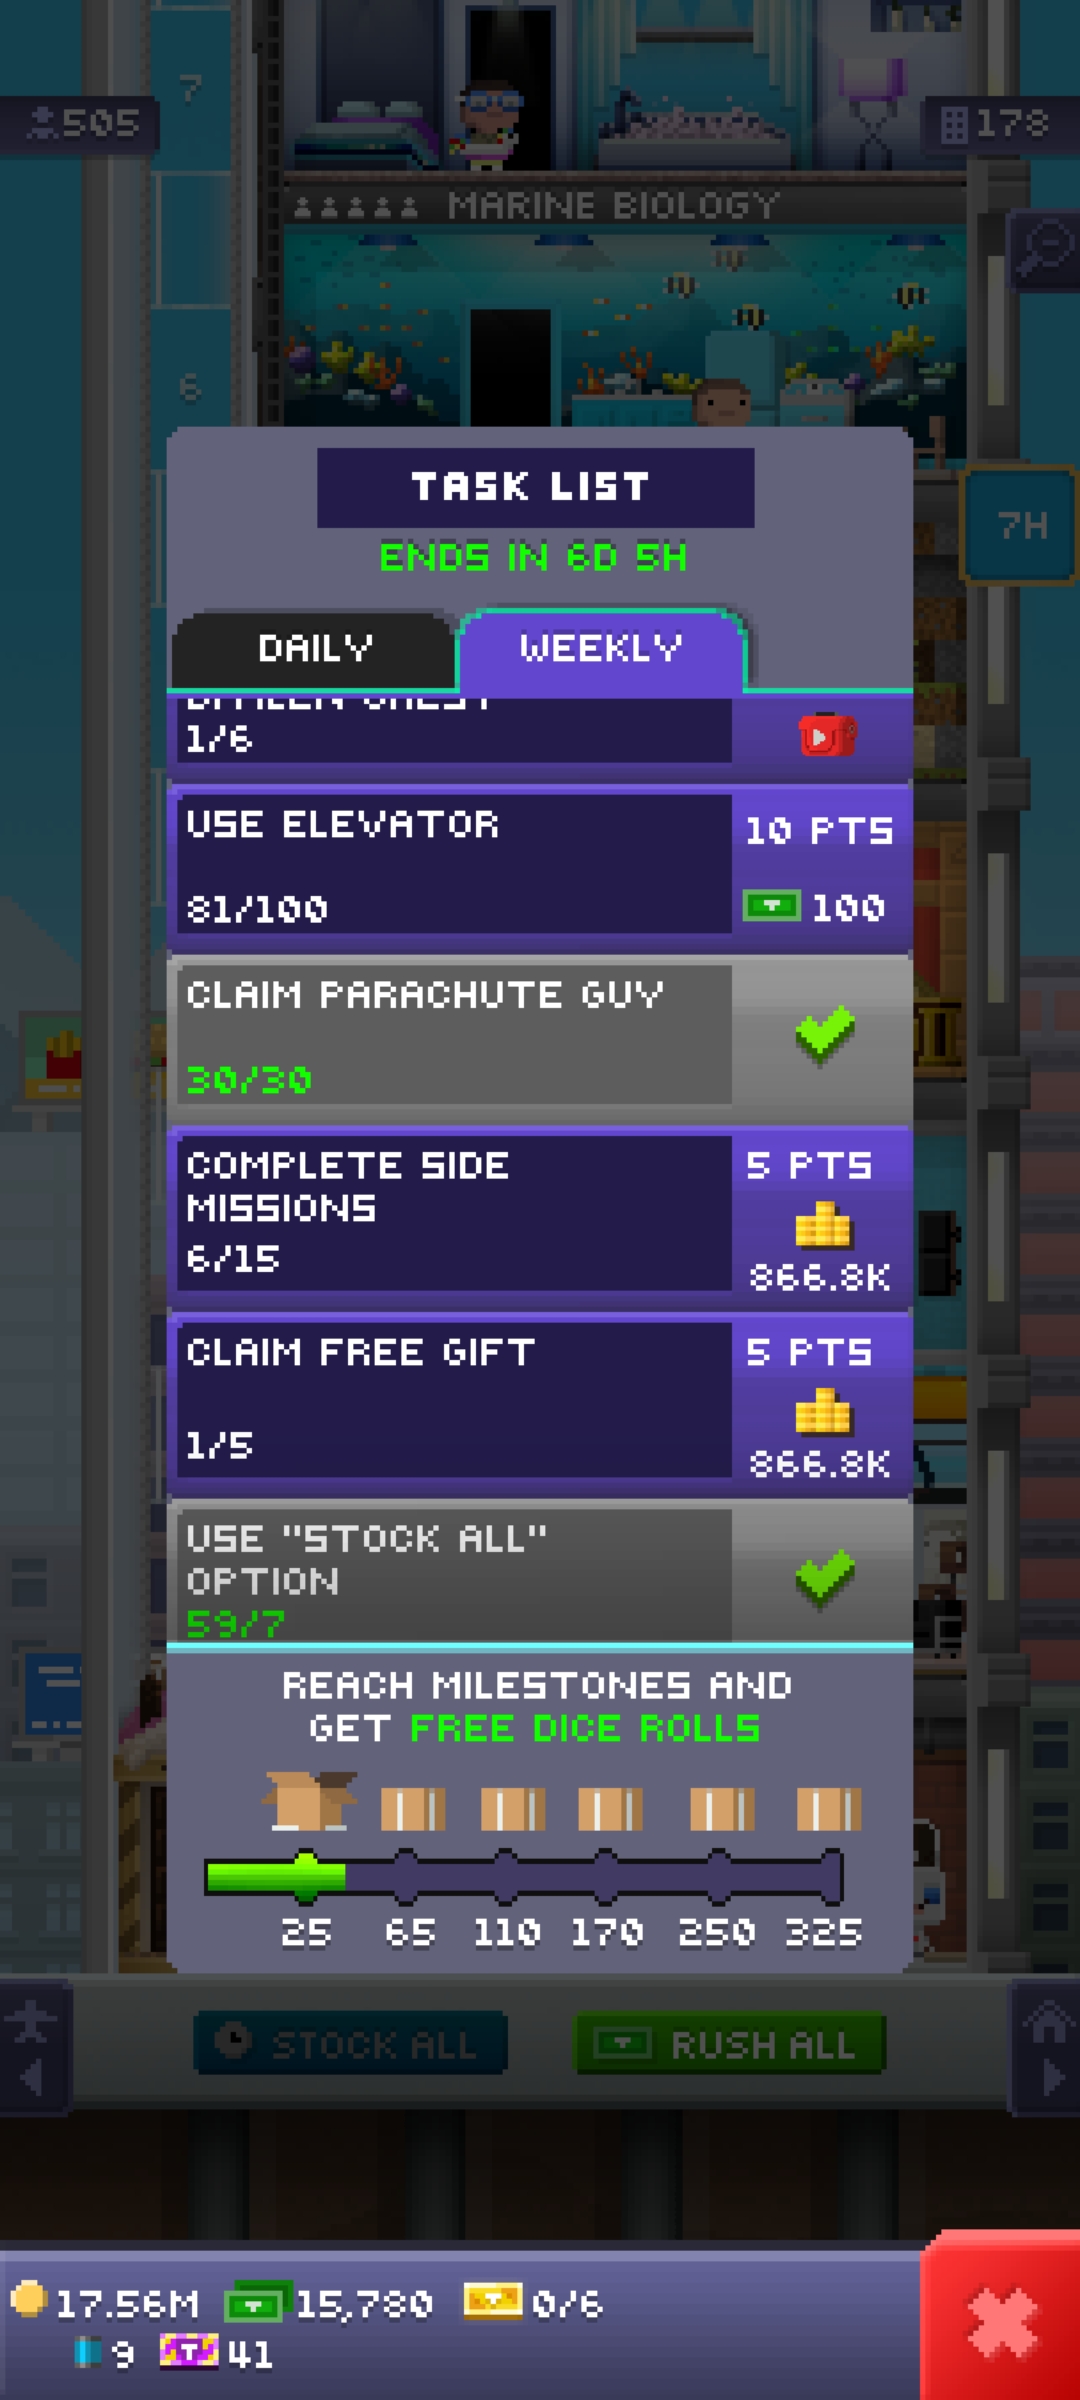 7
505
178
MARINE BIOLOGY
6
TASK LIST
ENDS IN 6D 5H
7H
DAILY
WEEKLY
1/6
USE ELEVATOR
10 PTS
81/100
100
CLAIM PARACHUTE GUY
30/30
COMPLETE SIDE
MISSIONS
5 PTS
6/15
866.8K
CLAIM FREE GIFT
5 PTS
1/5
866.8K
USE "STOCK ALL"
OPTION
59/7
REACH MILESTONES AND
GET FREE DICE ROLLS
25 65 110 170 250 325
STOCK ALL
RUSH ALL
17.56M 15,780 0/6
9 41